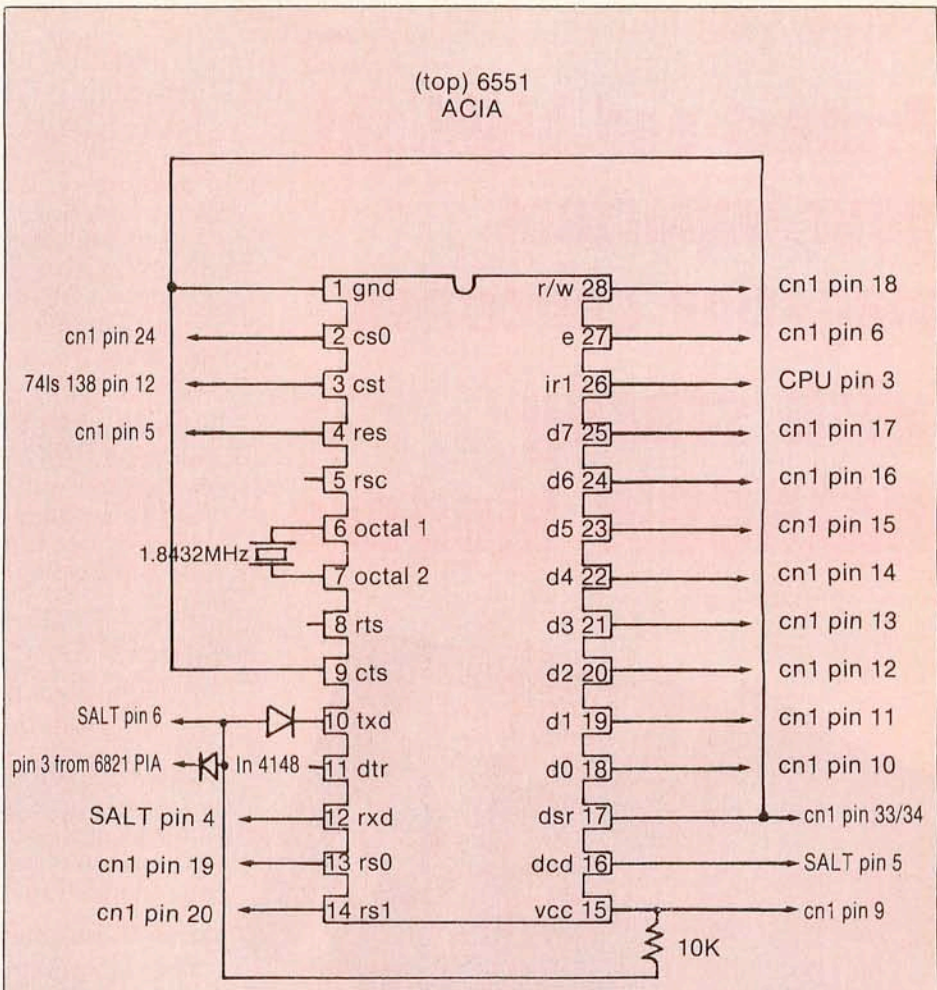 (top) 6551
ACIA
1 gnd
r/w 28
cn1 pin 18
cn1 pin 24
2 cs0
e 27
cn1 pin 6
74ls 138 pin 12
3 cst
ir1 26
CPU pin 3
cn1 pin 5
4 res
d7 25
cn1 pin 17
5 rsc
d6 24
cn1 pin 16
6 octal 1
d5 23
cn1 pin 15
1.8432MHz
7 octal 2
d4 22
cn1 pin 14
8 rts
d3 21
cn1 pin 13
9 cts
d2 20
cn1 pin 12
SALT pin 6
10 txd
d1 19
cn1 pin 11
pin 3 from 6821 PIA
In 4148
11 dtr
d0 18
cn1 pin 10
SALT pin 4
12 rxd
dsr 17
cn1 pin 33/34
cn1 pin 19
13 rs0
dcd 16
SALT pin 5
cn1 pin 20
14 rs1
vcc 15
cn1 pin 9
10K